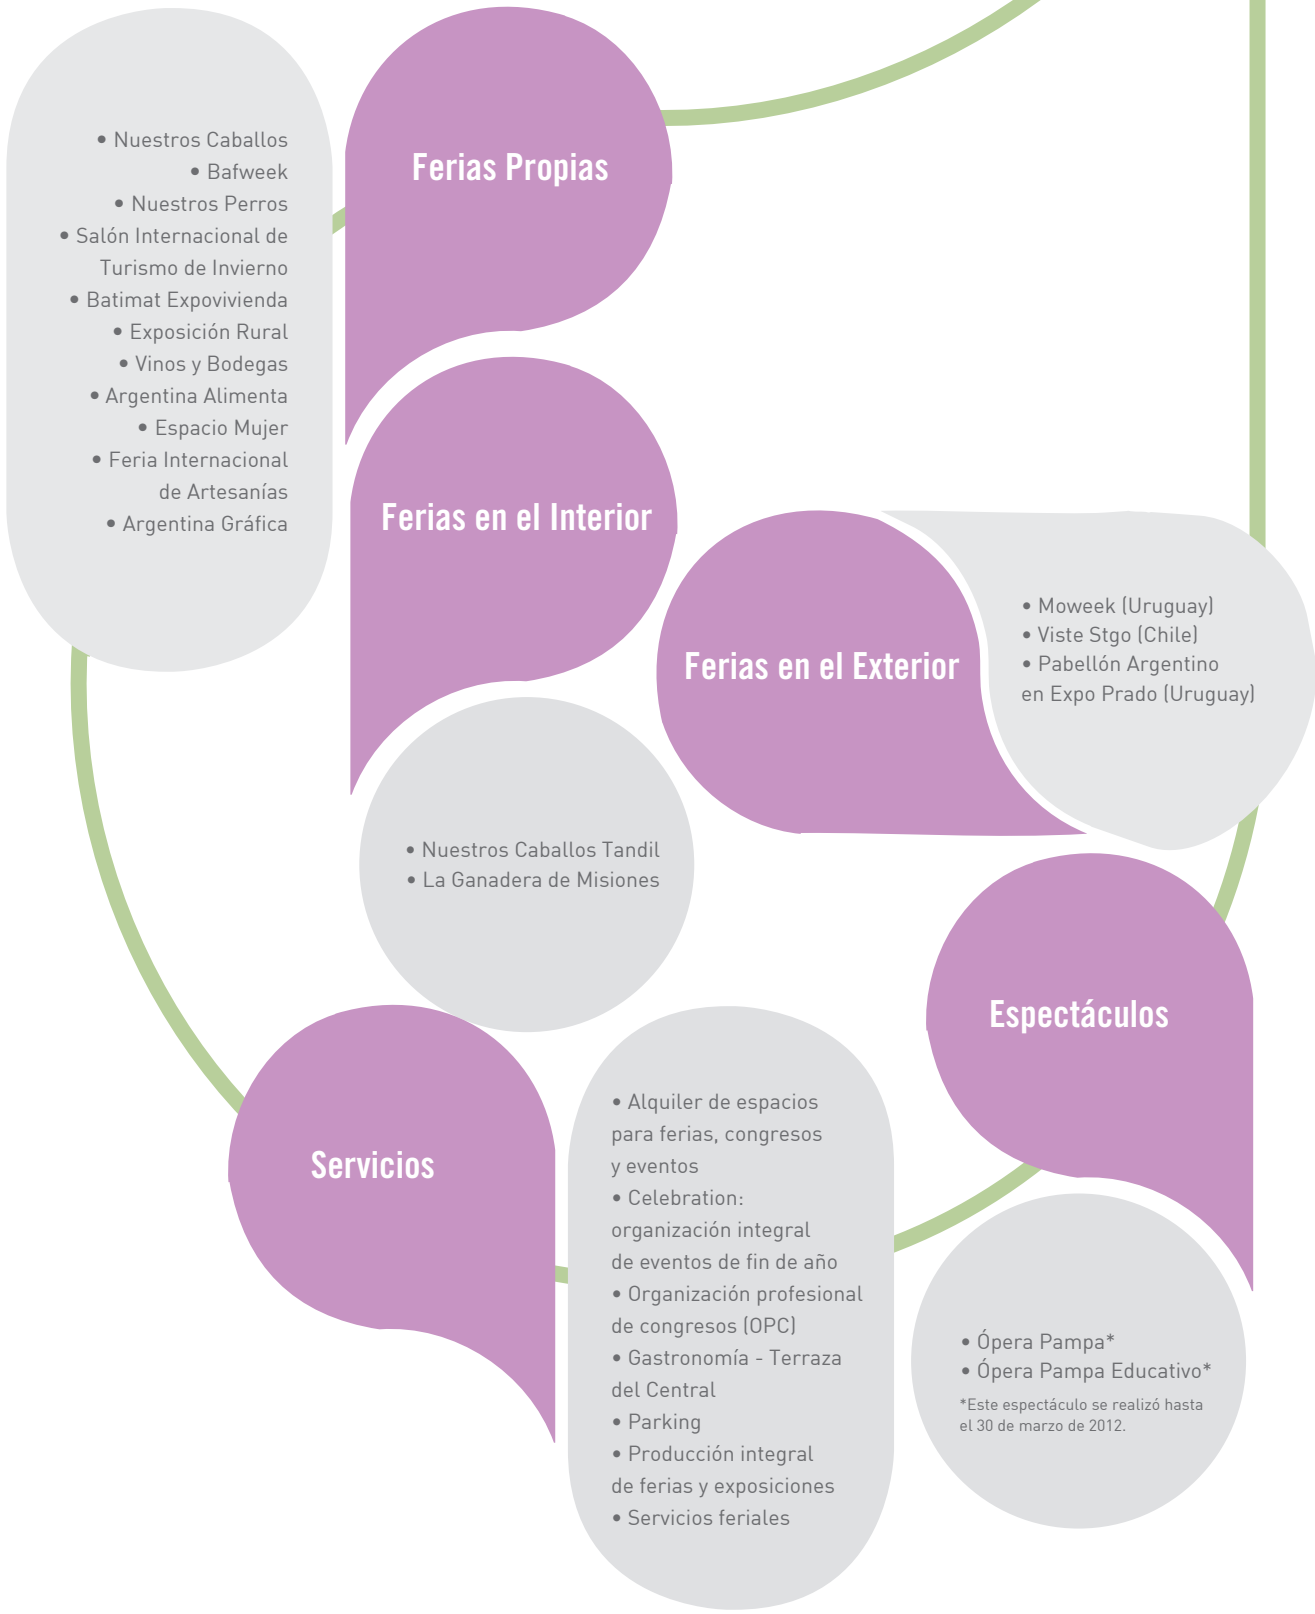 Ferias Propias
• Nuestros Caballos
• Bafweek
• Nuestros Perros
• Salón Internacional de
Turismo de Invierno
• Batimat Expovivienda
• Exposición Rural
• Vinos y Bodegas
• Argentina Alimenta
• Espacio Mujer
• Feria Internacional
de Artesanías
• Argentina Gráfica
Ferias en el Interior
• Nuestros Caballos Tandil
• La Ganadera de Misiones
Ferias en el Exterior
• Moweek (Uruguay)
• Viste Stgo (Chile)
• Pabellón Argentino
en Expo Prado (Uruguay)
Espectáculos
• Ópera Pampa*
• Ópera Pampa Educativo*
*Este espectáculo se realizó hasta
el 30 de marzo de 2012.
Servicios
• Alquiler de espacios
para ferias, congresos
y eventos
• Celebration:
organización integral
de eventos de fin de año
• Organización profesional
de congresos (OPC)
• Gastronomía - Terraza
del Central
• Parking
• Producción integral
de ferias y exposiciones
• Servicios feriales